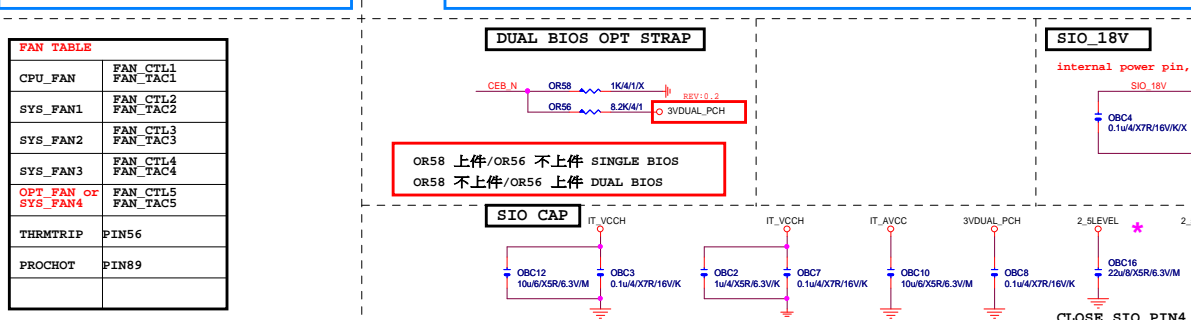 FAN TABLE
CPU_FAN
FAN_CTL1
FAN_TAC1
SYS_FAN1
FAN_CTL2
FAN_TAC2
SYS_FAN2
FAN_CTL3
FAN_TAC3
SYS_FAN3
FAN_CTL4
FAN_TAC4
OPT_FAN or
SYS_FAN4
FAN_CTL5
FAN_TAC5
THRMTRIP PIN56
PROCHOT PIN89
DUAL BIOS OPT STRAP
CEB_N OR58 1K/4/1/X
REV:0.2
OR56 8.2K/4/1 3VDUAL_PCH
OR58 上件/OR56 不上件 SINGLE BIOS
OR58 不上件/OR56 上件 DUAL BIOS
SIO_18V
internal power pin,
SIO_18V
OBC4
0.1u/4/X7R/16V/K/X
SIO CAP
IT_VCCH
OBC12
10u/6/X5R/6.3V/M
OBC3
0.1u/4/X7R/16V/K
IT_VCCH
OBC2
1u/4/X5R/6.3V/K
OBC7
0.1u/4/X7R/16V/K
IT_AVCC
OBC10
10u/6/X5R/6.3V/M
3VDUAL_PCH
OBC8
0.1u/4/X7R/16V/K
2_5LEVEL *
OBC16
22u/8/X5R/6.3V/M
2_
CLOSE SIO PIN4